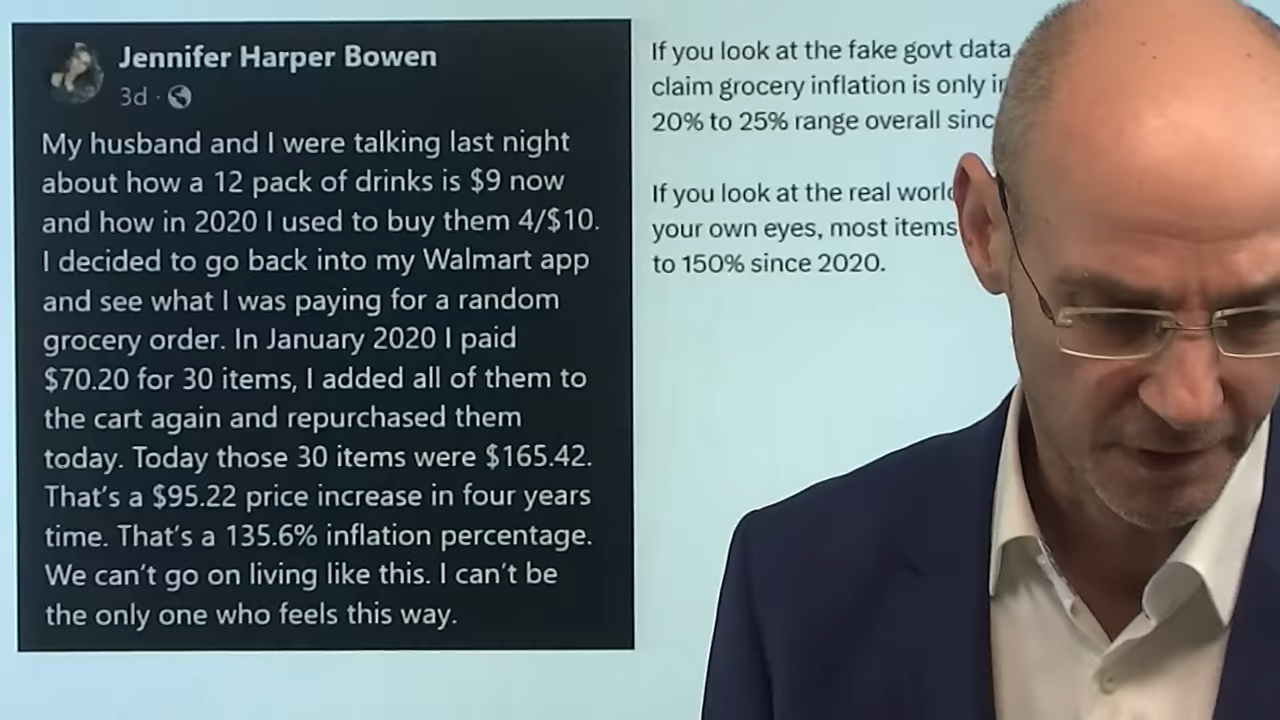 Jennifer Harper Bowen
3d ·
My husband and I were talking last night
about how a 12 pack of drinks is $9 now
and how in 2020 I used to buy them 4/$10.
I decided to go back into my Walmart app
and see what I was paying for a random
grocery order. In January 2020 I paid
$70.20 for 30 items, I added all of them to
the cart again and repurchased them
today. Today those 30 items were $165.42.
That's a $95.22 price increase in four years
time. That's a 135.6% inflation percentage.
We can't go on living like this. I can't be
the only one who feels this way.
If you look at the fake govt data
claim grocery inflation is only
20% to 25% range overall
If you look at the real
your own eyes, most items
to 150% since 2020.